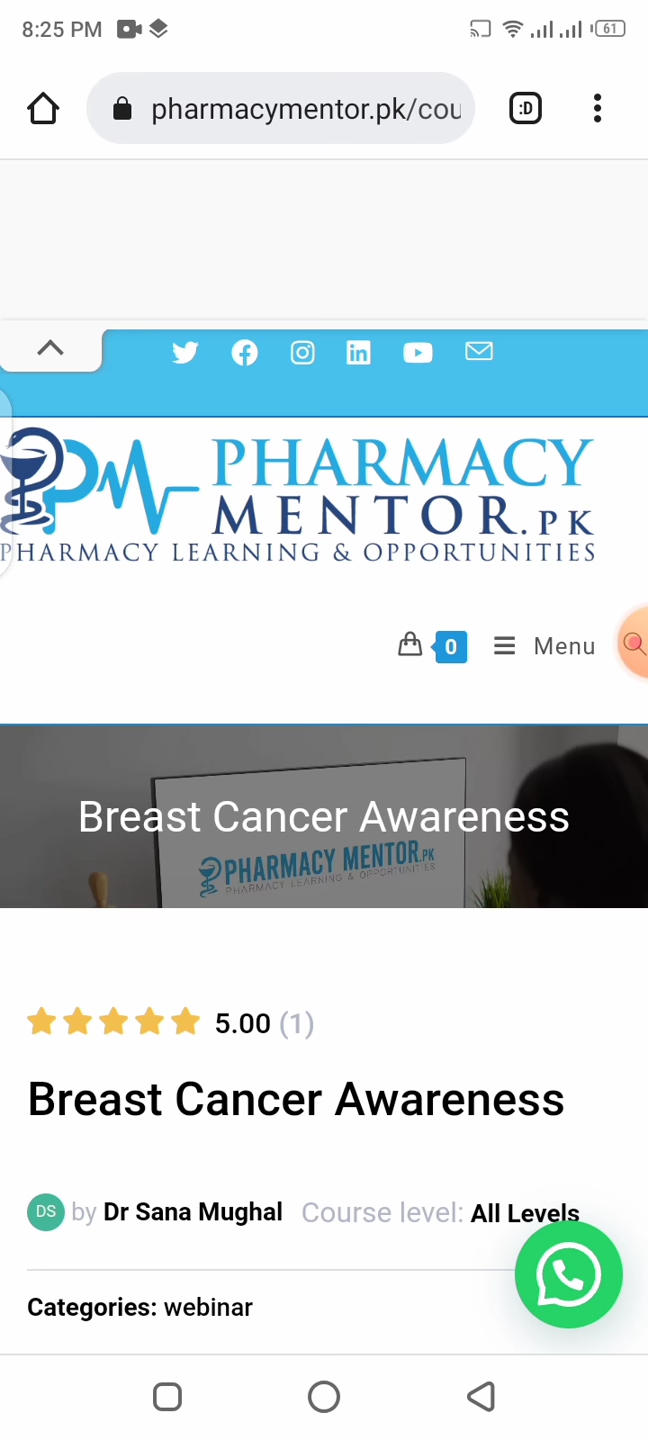 8:25 PM
61
pharmacymentor.pk/cou
:D
PHARMACY
MENTOR.PK
PHARMACY LEARNING & OPPORTUNITIES
0
Menu
Breast Cancer Awareness
PHARMACY MENTOR.PK
PHARMACY LEARNING & OPPORTUNITIES
5.00 (1)
Breast Cancer Awareness
DS by Dr Sana Mughal Course level: All Levels
Categories: webinar